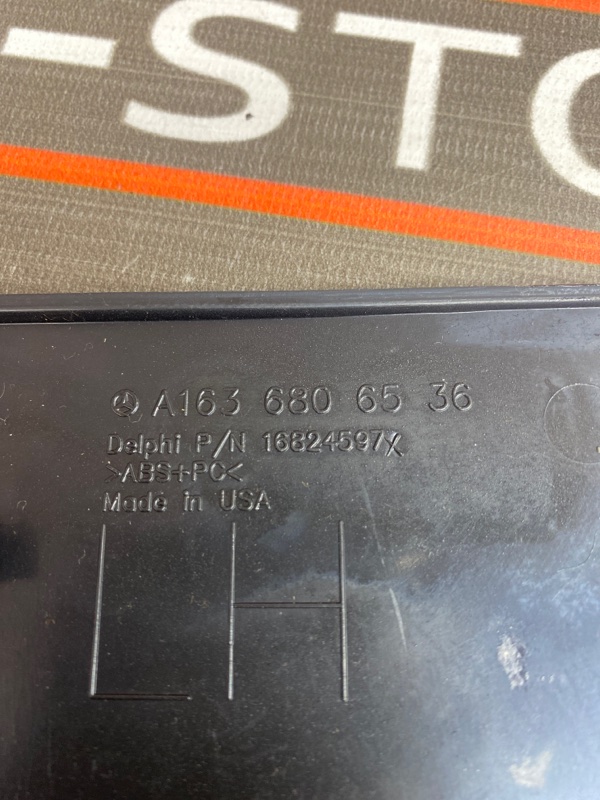 -STO
A163 680 65 36
Delphi P/N 16824597X
>ABS+PC<
Made in USA
LH